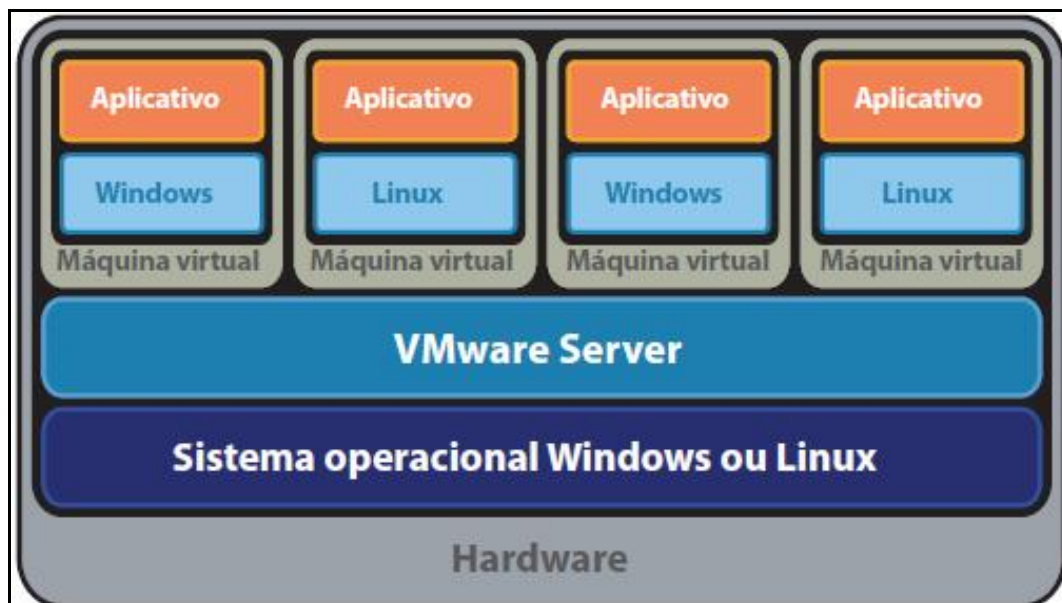 Aplicativo
Aplicativo
Aplicativo
Aplicativo
Windows
Linux
Windows
Linux
Máquina virtual
Máquina virtual
Máquina virtual
Máquina virtual
VMware Server
Sistema operacional Windows ou Linux
Hardware